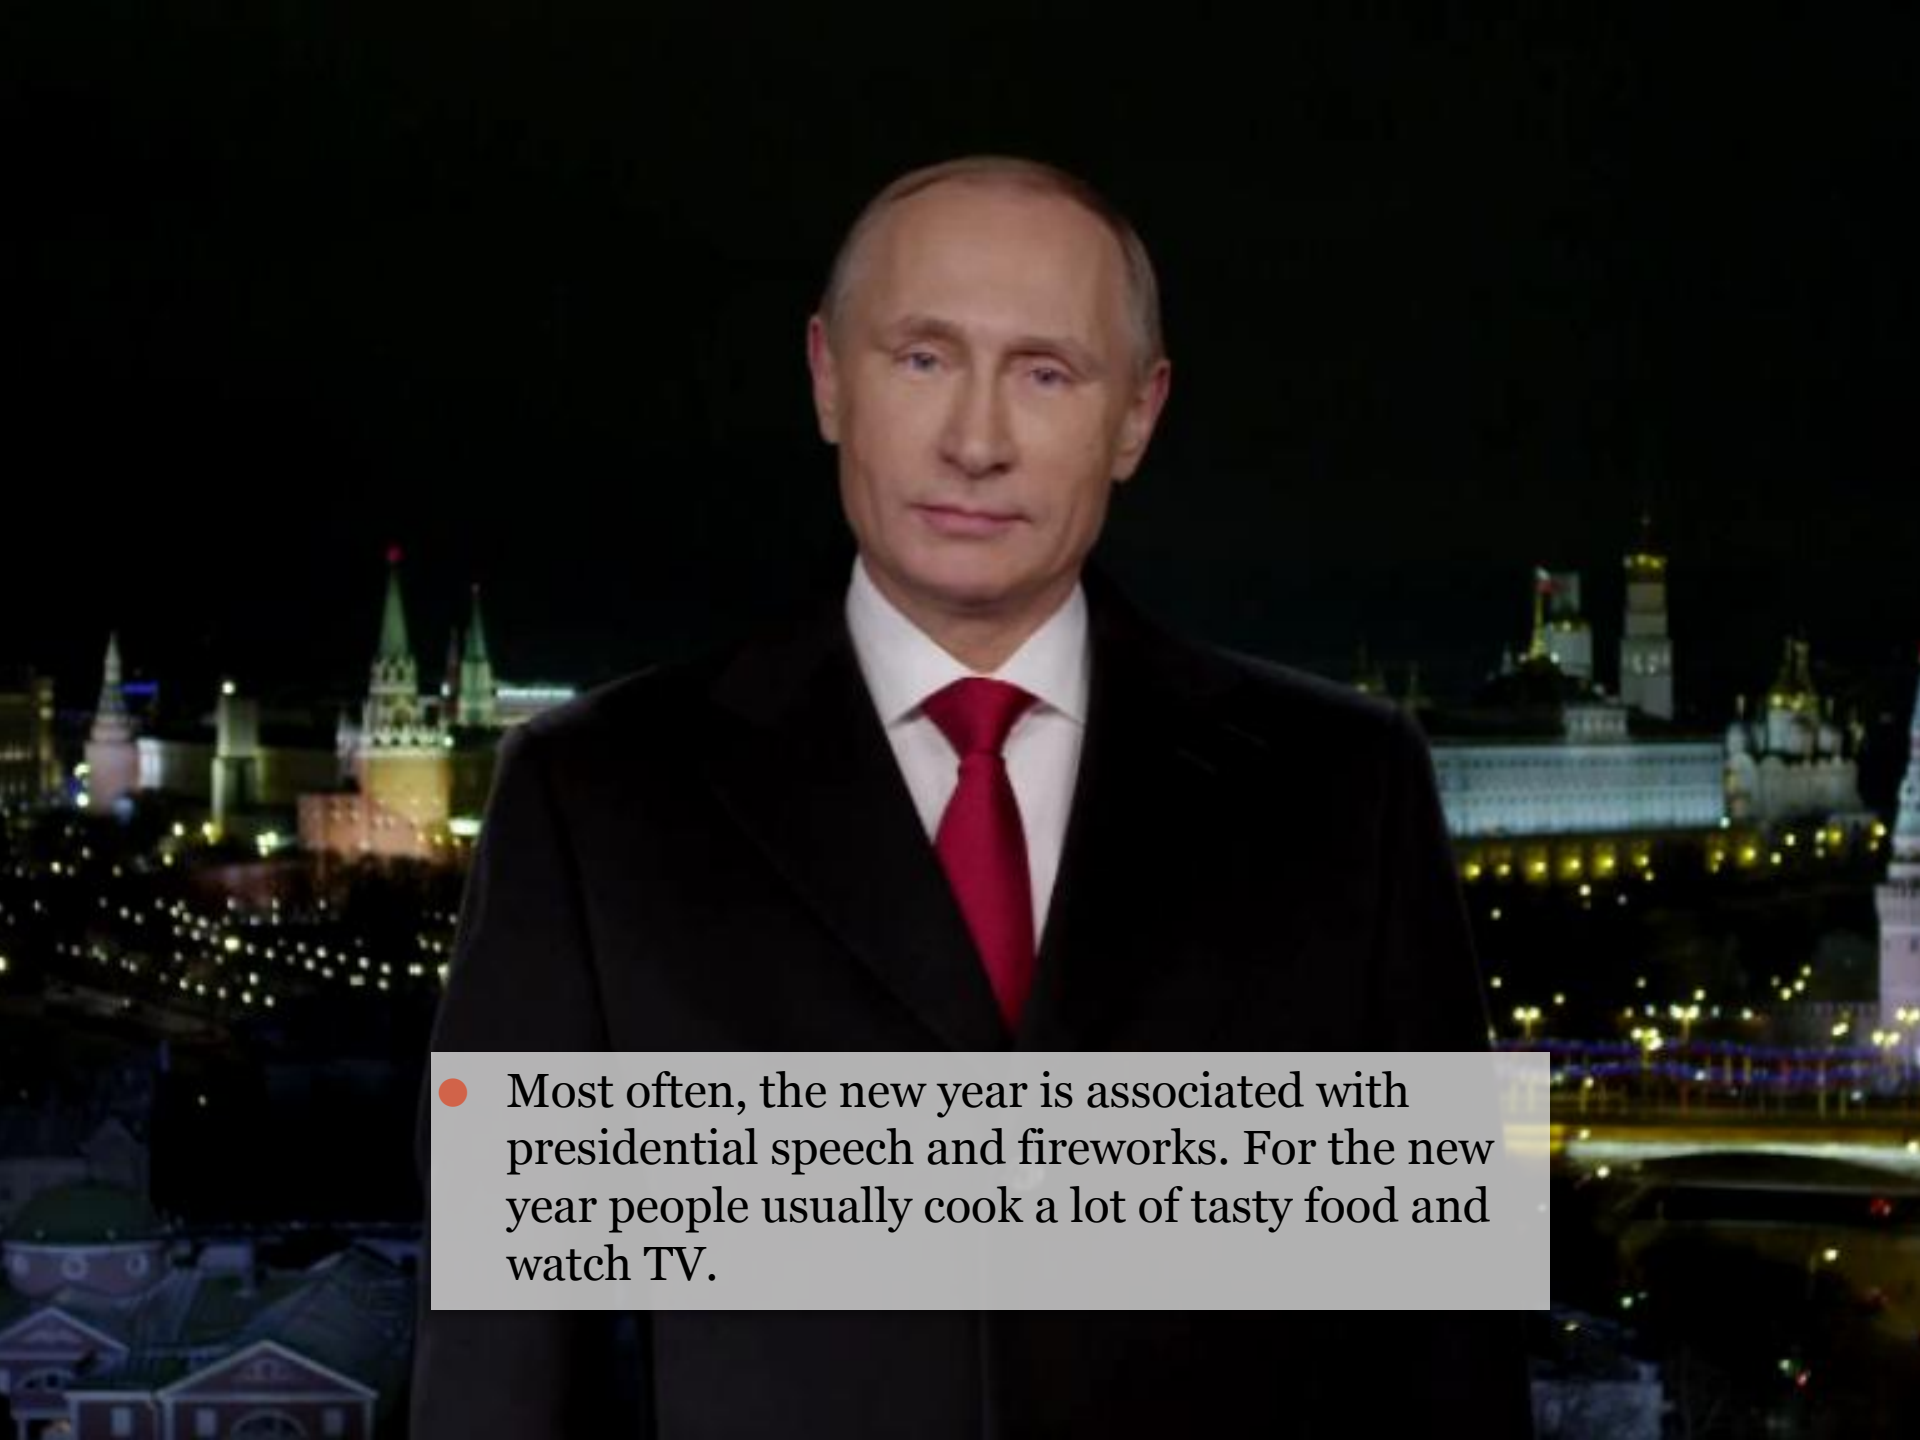 Most often, the new year is associated with
presidential speech and fireworks. For the new
year people usually cook a lot of tasty food and
watch TV.